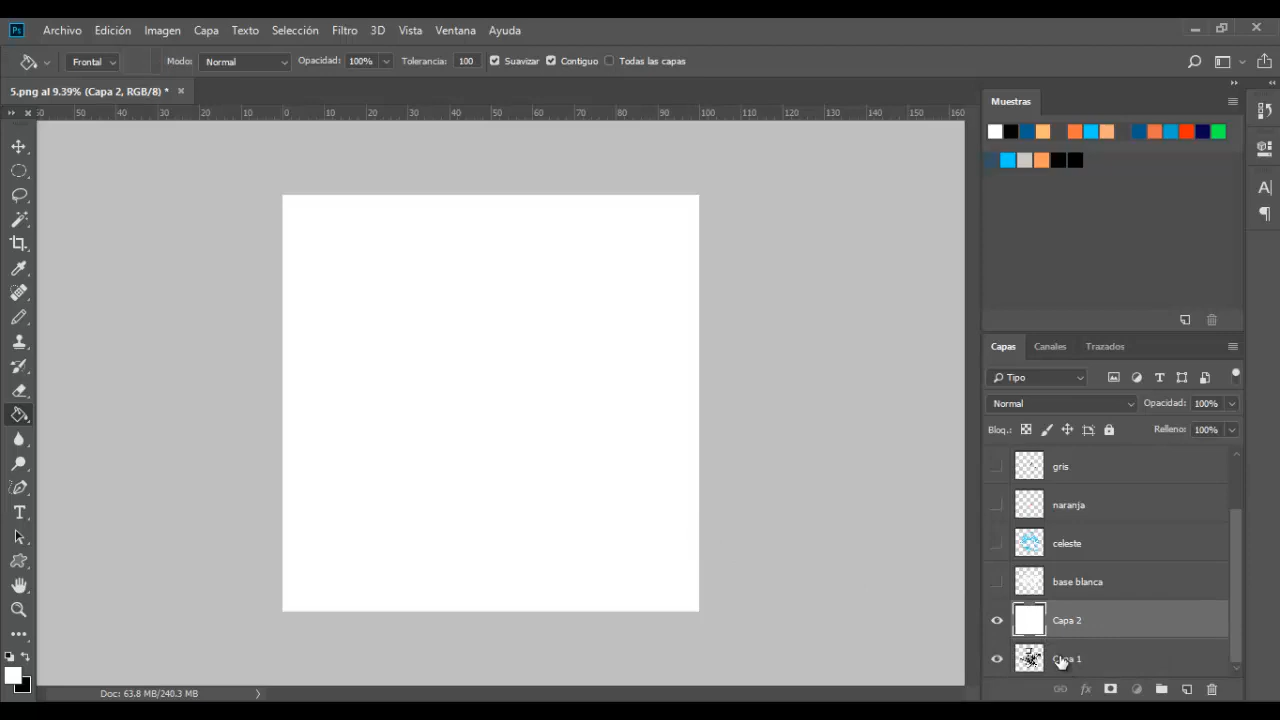 Ps Archivo Edición Imagen Capa Texto Selección Filtro 3D Vista Ventana Ayuda
Frontal Modo: Normal Opacidad: 100% Tolerancia: 100 Suavizar Contiguo Todas las capas
5.png al 9.39% (Capa 2, RGB/8) *
50 40 30 20 10 0 10 20 30 40 50 60 70 80 90 100 110 120 130 140 150 160
Muestras
Capas Canales Trazados
Tipo
Normal Opacidad: 100%
Bloq.: Relleno: 100%
gris
naranja
celeste
base blanca
Capa 2
Capa 1
Doc: 63.8 MB/240.3 MB